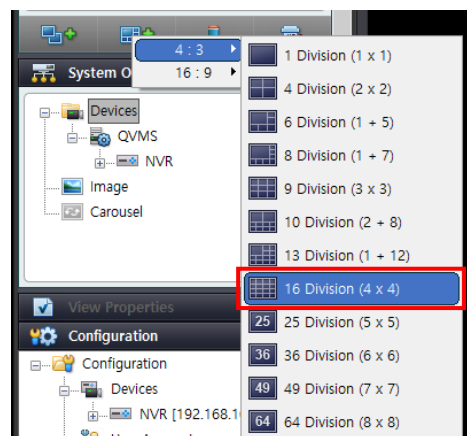 4 : 3
16 : 9
1 Division (1 x 1)
4 Division (2 x 2)
6 Division (1 + 5)
8 Division (1 + 7)
9 Division (3 x 3)
10 Division (2 + 8)
13 Division (1 + 12)
16 Division (4 x 4)
25 25 Division (5 x 5)
36 36 Division (6 x 6)
49 49 Division (7 x 7)
64 64 Division (8 x 8)
System O
Devices
QVMS
NVR
Image
Carousel
View Properties
Configuration
Configuration
Devices
NVR [192.168.1